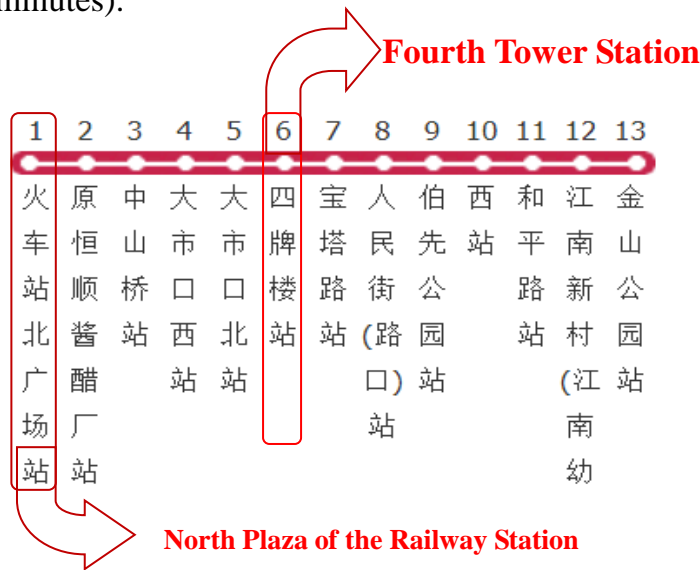 minutes).
Fourth Tower Station
1 2 3 4 5 6 7 8 9 10 11 12 13
火车站北广场站
原恒顺酱醋厂站
中山桥站
大市口西站
大市口北站
四牌楼站
宝塔路站
人民街(路口)站
伯先公园站
西站
和平路站
江南新村(江南幼
金山公园站
North Plaza of the Railway Station